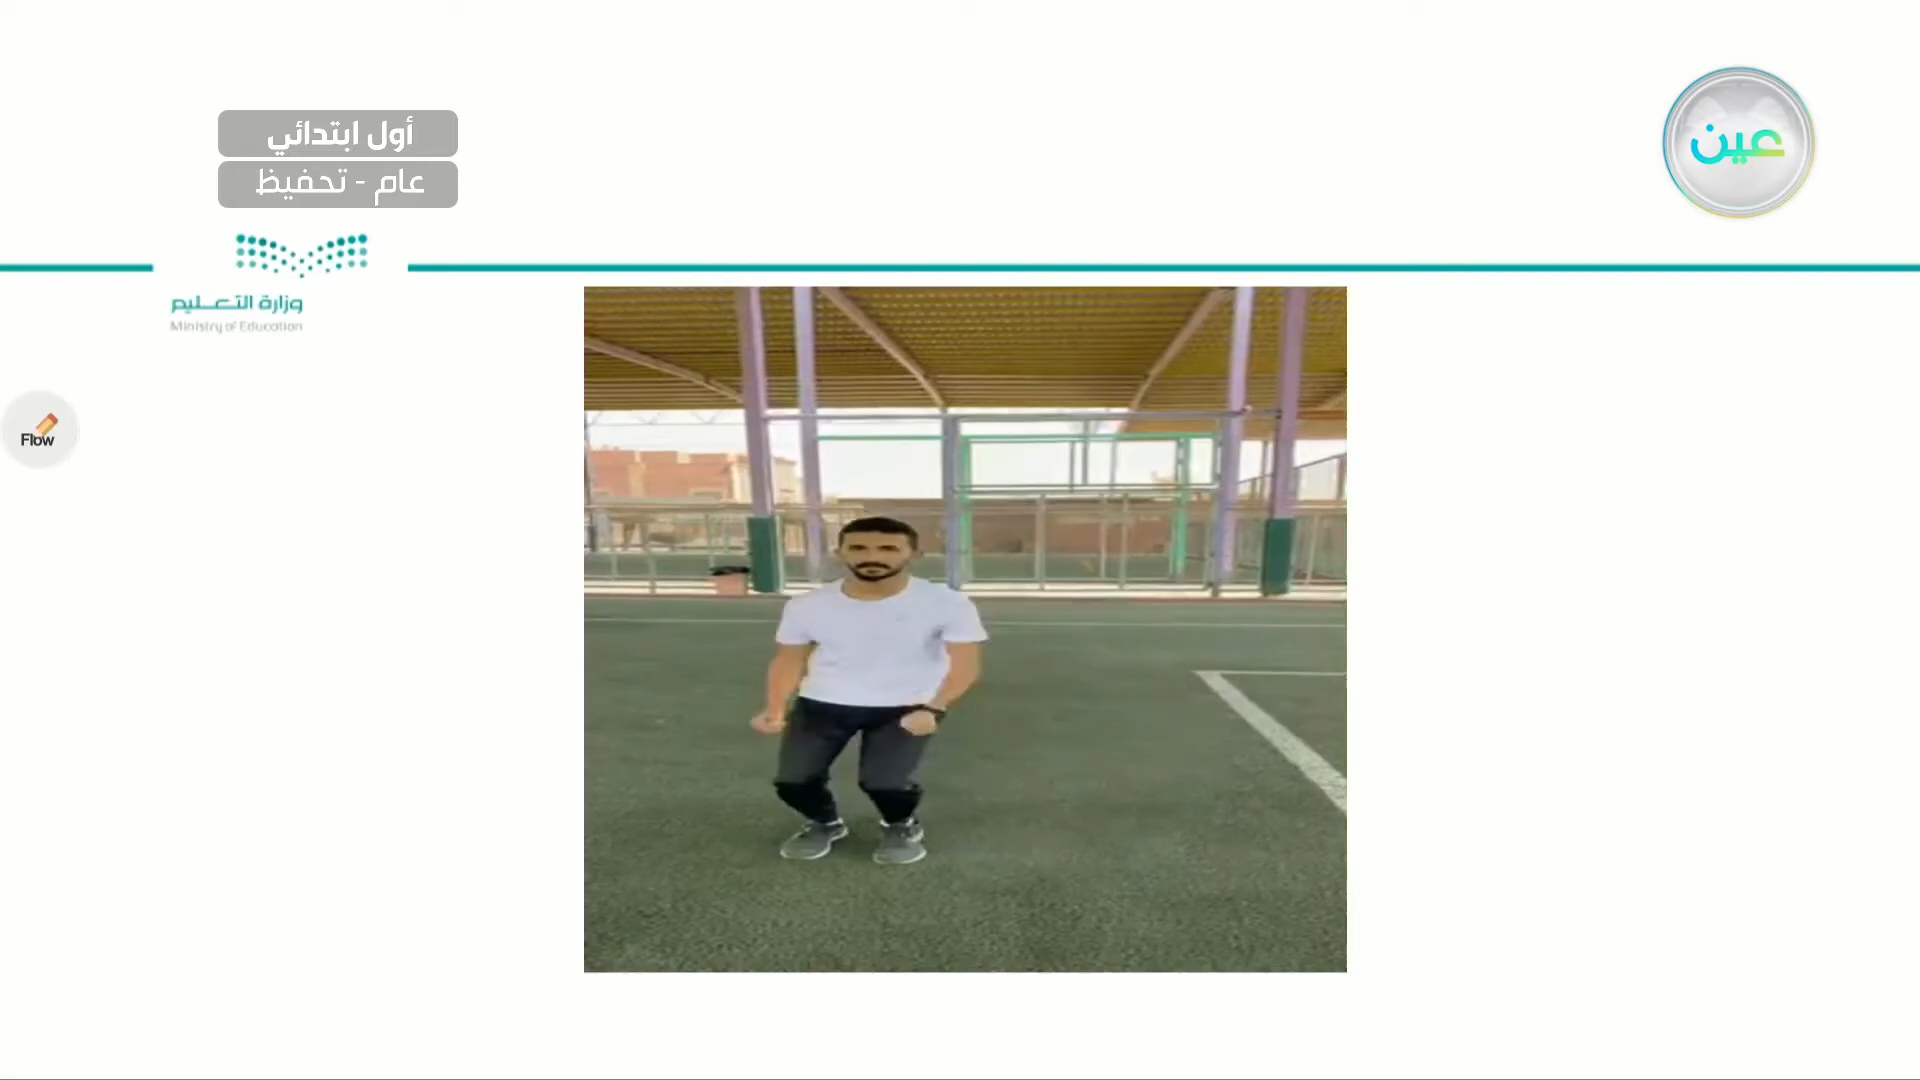 أول ابتدائي
عام - تحفيظ
عين
وزارة التعليم
Ministry of Education
Flow